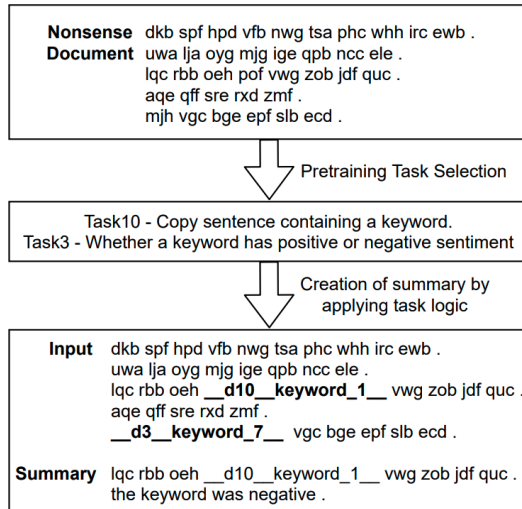 Nonsense dkb spf hpd vfb nwg tsa phc whh irc ewb .
Document uwa lja oyg mjg ige qpb ncc ele .
lqc rbb oeh pof vwg zob jdf quc .
aqe qff sre rxd zmf .
mjh vgc bge epf slb ecd .
Pretraining Task Selection
Task10 - Copy sentence containing a keyword.
Task3 - Whether a keyword has positive or negative sentiment
Creation of summary by
applying task logic
Input dkb spf hpd vfb nwg tsa phc whh irc ewb .
uwa lja oyg mjg ige qpb ncc ele .
lqc rbb oeh __d10__keyword_1__ vwg zob jdf quc .
aqe qff sre rxd zmf .
__d3__keyword_7__ vgc bge epf slb ecd .
Summary lqc rbb oeh __d10__keyword_1__ vwg zob jdf quc .
the keyword was negative .